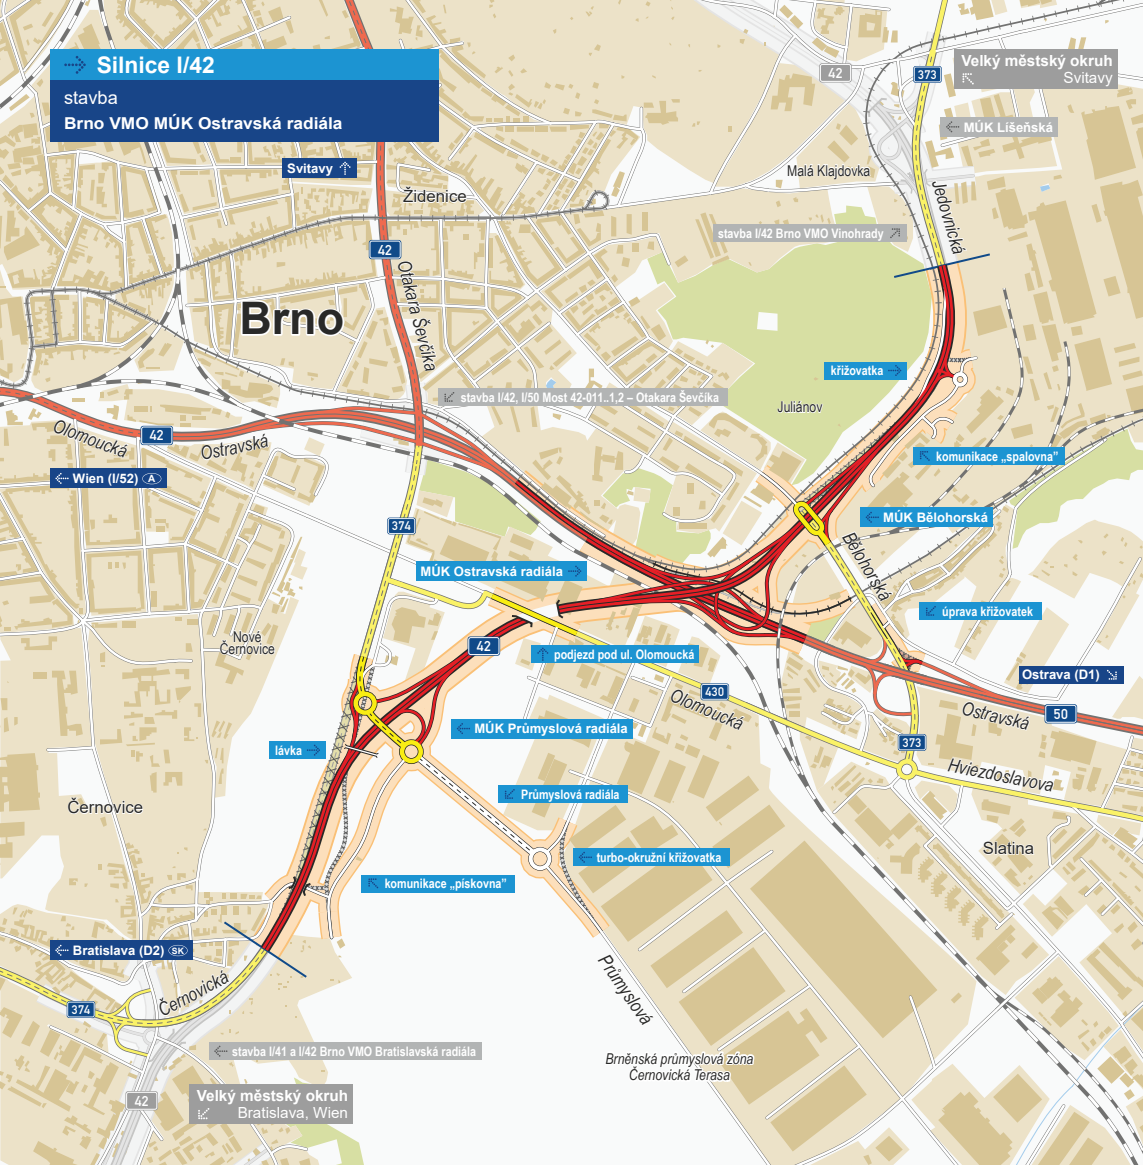 Silnice I/42
stavba
Brno VMO MÚK Ostravská radiála
Velký městský okruh
Svitavy
42
373
MÚK Líšeňská
Svitavy
Židenice
Malá Klajdovka
Jedovnická
stavba I/42 Brno VMO Vinohrady
42
Otakara Ševčíka
Brno
křižovatka
stavba I/42, I/50 Most 42-011..1,2 – Otakara Ševčíka
Juliánov
Olomoucká
42
Ostravská
komunikace „spalovna”
Wien (I/52) A
374
MÚK Bělohorská
Bělohorská
MÚK Ostravská radiála
úprava křižovatek
Nové
Černovice
42
podjezd pod ul. Olomoucká
Ostrava (D1)
430
Olomoucká
Ostravská
50
MÚK Průmyslová radiála
lávka
373
Hviezdoslavova
Průmyslová radiála
Černovice
Slatina
turbo-okružní křižovatka
komunikace „pískovna”
Bratislava (D2) SK
Černovická
374
Průmyslová
stavba I/41 a I/42 Brno VMO Bratislavská radiála
Brněnská průmyslová zóna
Černovická Terasa
42
Velký městský okruh
Bratislava, Wien